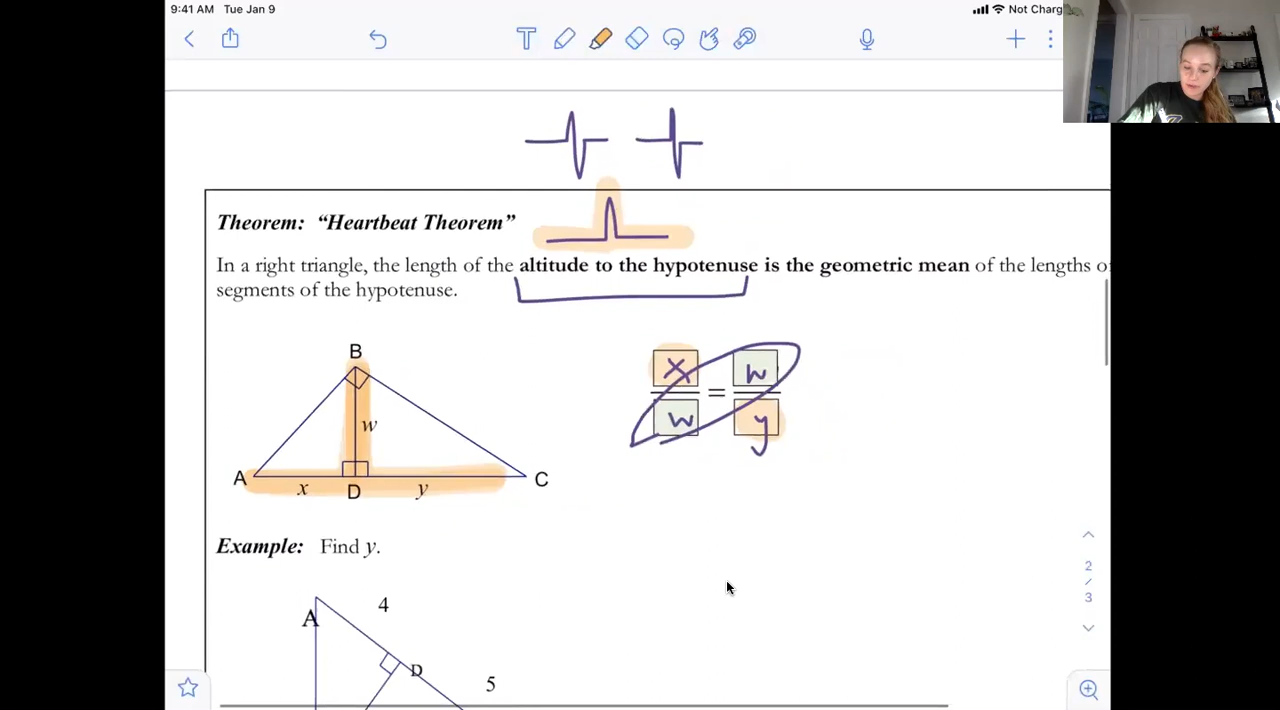 9:41 AM Tue Jan 9
Not Charg
T
Theorem: “Heartbeat Theorem”
In a right triangle, the length of the altitude to the hypotenuse is the geometric mean of the lengths o
segments of the hypotenuse.
B
x w
=
w y
w
A x D y C
Example: Find y.
2
/
3
4
A
D
5